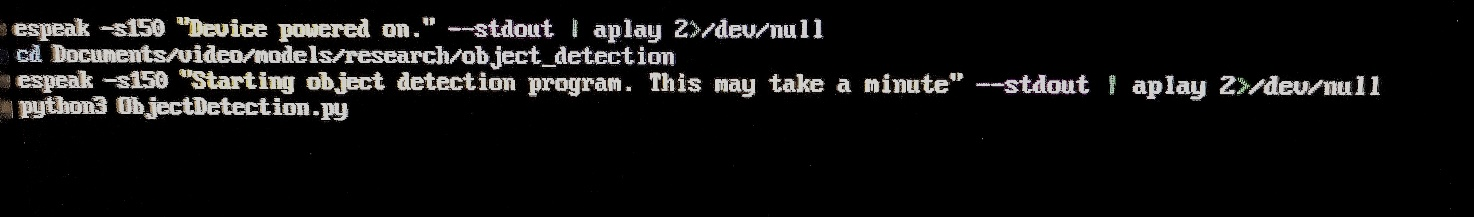 espeak -s150 "Device powered on." --stdout | aplay 2>/dev/null
cd Documents/video/models/research/object_detection
espeak -s150 "Starting object detection program. This may take a minute" --stdout | aplay 2>/dev/null
python3 ObjectDetection.py